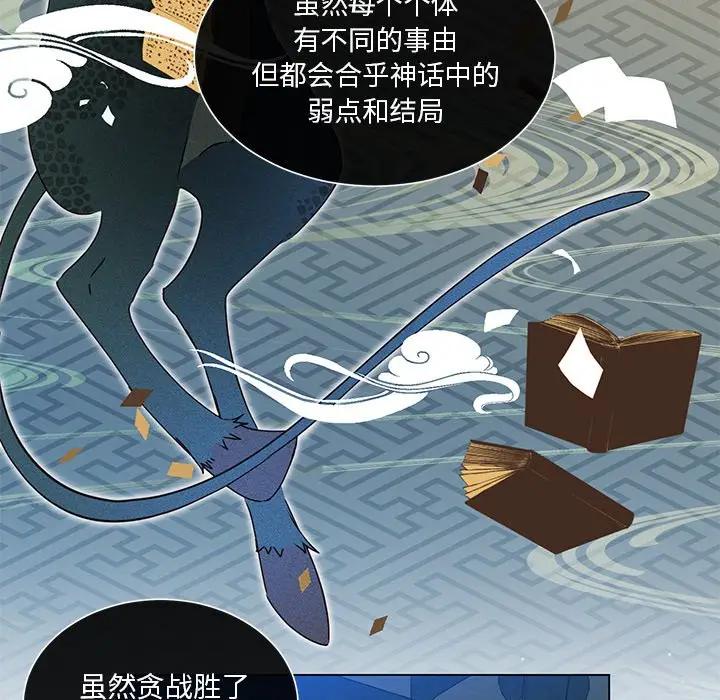 虽然每个个体
有不同的事由
但都会合乎神话中的
弱点和结局
虽然贪战胜了